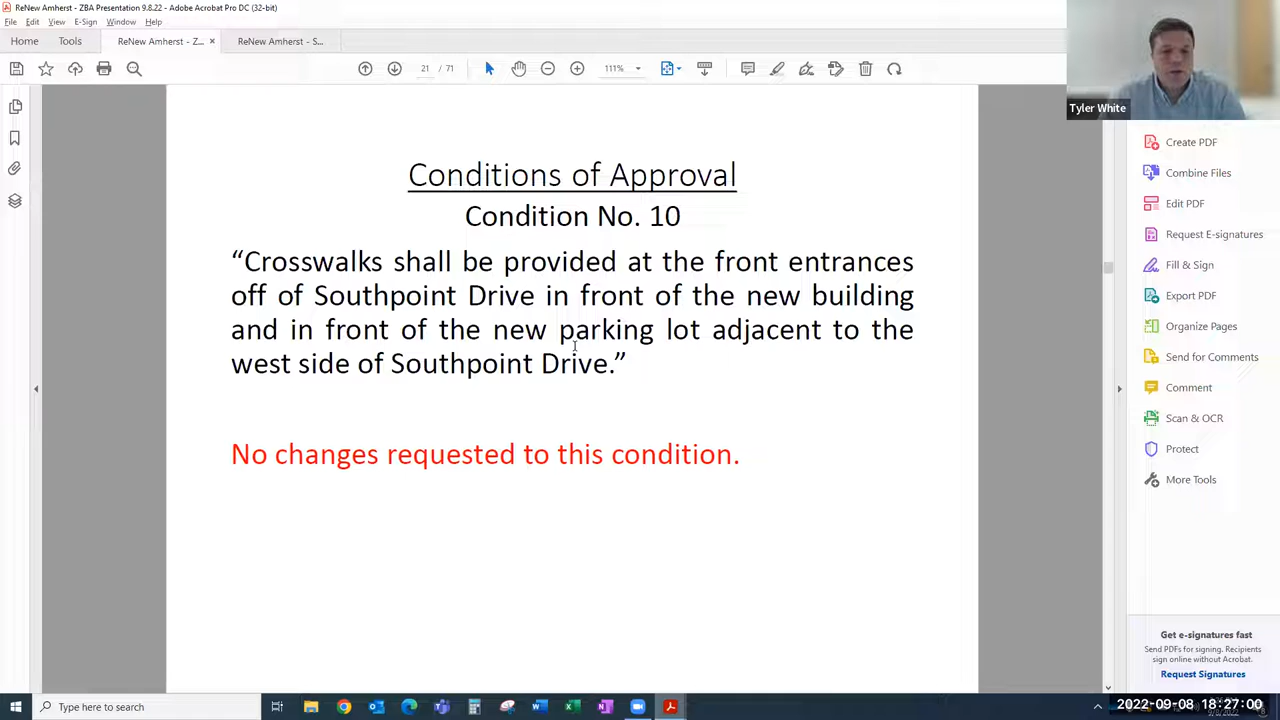 ReNew Amherst - ZBA Presentation 9.8.22 - Adobe Acrobat Pro DC (32-bit)
File Edit View E-Sign Window Help
Home Tools ReNew Amherst - Z... × ReNew Amherst - S...
21 / 71 111%
Tyler White
Conditions of Approval
Condition No. 10
“Crosswalks shall be provided at the front entrances
off of Southpoint Drive in front of the new building
and in front of the new parking lot adjacent to the
west side of Southpoint Drive.”
No changes requested to this condition.
Create PDF
Combine Files
Edit PDF
Request E-signatures
Fill & Sign
Export PDF
Organize Pages
Send for Comments
Comment
Scan & OCR
Protect
More Tools
Get e-signatures fast
Send PDFs for signing. Recipients
sign online without Acrobat.
Request Signatures
Type here to search
2022-09-08 18:27:00